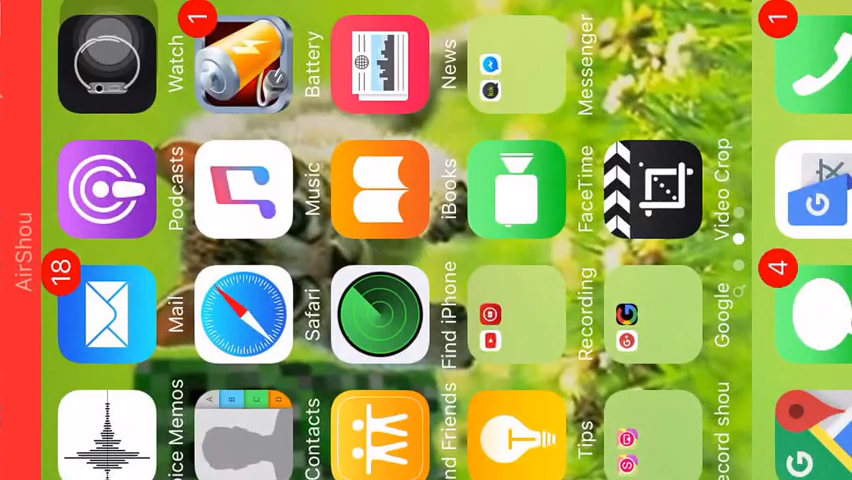 AirShou
18
oice Memos
Mail
Podcasts
Watch
1
Contacts
Safari
Music
Battery
nd Friends
Find iPhone
iBooks
News
Tips
Recording
FaceTime
Messenger
ecord shou
Google
Video Crop
4
1